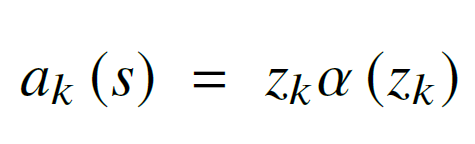 a_k (s) = z_k α (z_k)